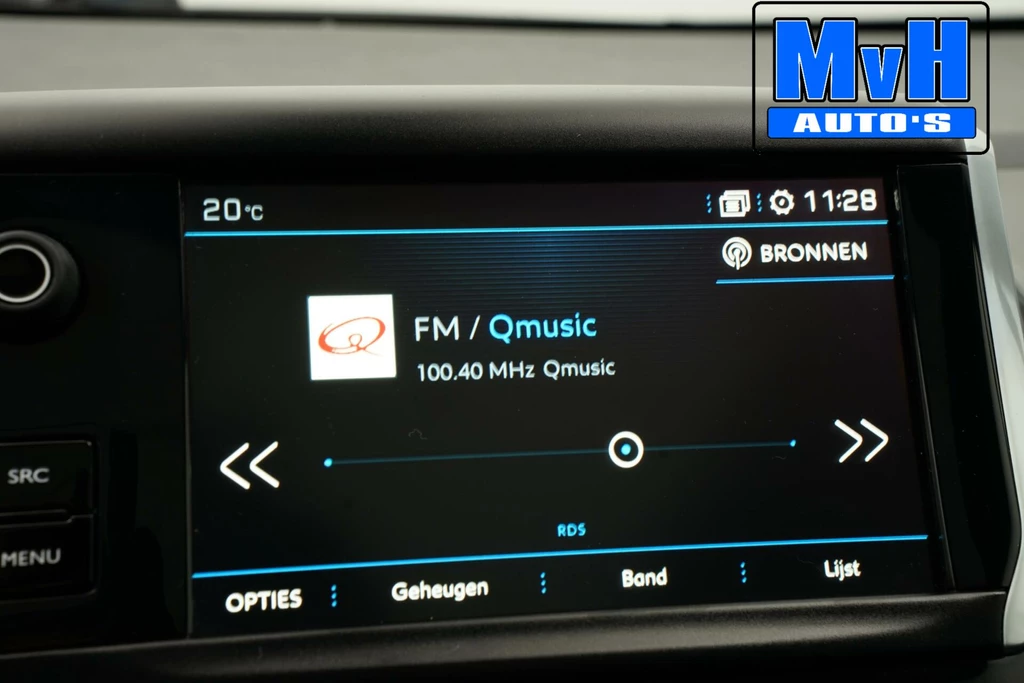 MvH
AUTO'S
20°C
11:28
BRONNEN
FM / Qmusic
100.40 MHz Qmusic
SRC
RDS
MENU
OPTIES
Geheugen
Band
Lijst